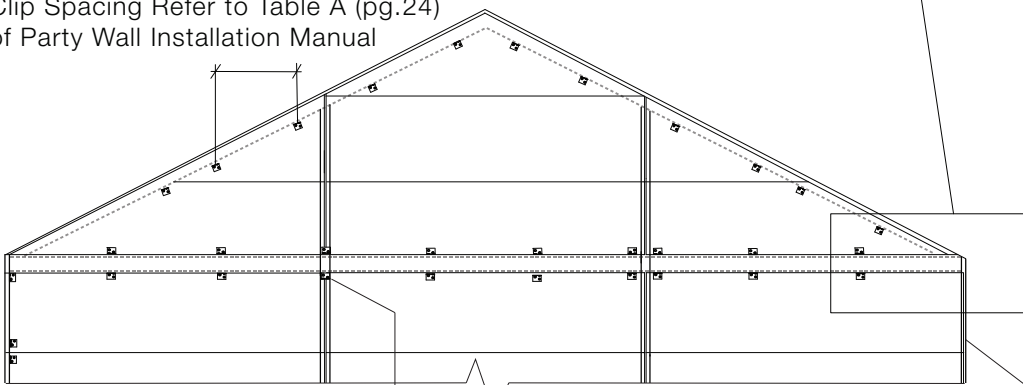 Clip Spacing Refer to Table A (pg.24)
of Party Wall Installation Manual